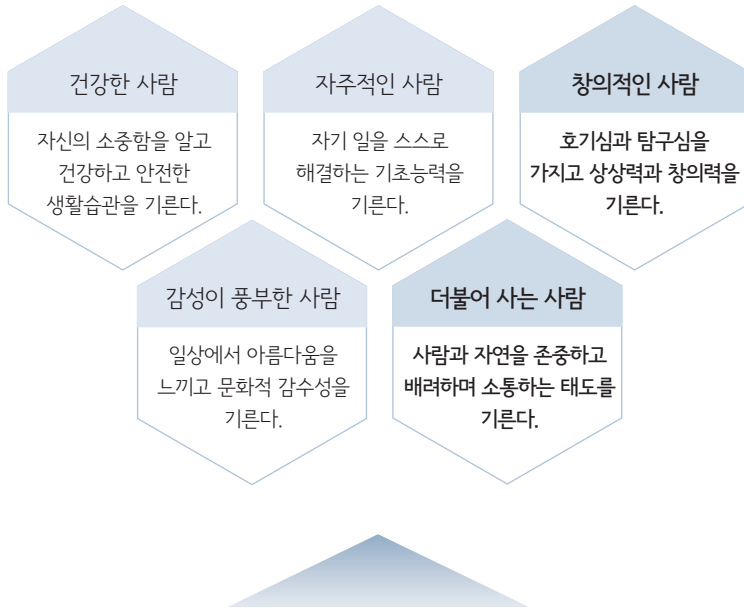 건강한 사람
자신의 소중함을 알고
건강하고 안전한
생활습관을 기른다.
자주적인 사람
자기 일을 스스로
해결하는 기초능력을
기른다.
창의적인 사람
호기심과 탐구심을
가지고 상상력과 창의력을
기른다.
감성이 풍부한 사람
일상에서 아름다움을
느끼고 문화적 감수성을
기른다.
더불어 사는 사람
사람과 자연을 존중하고
배려하며 소통하는 태도를
기른다.